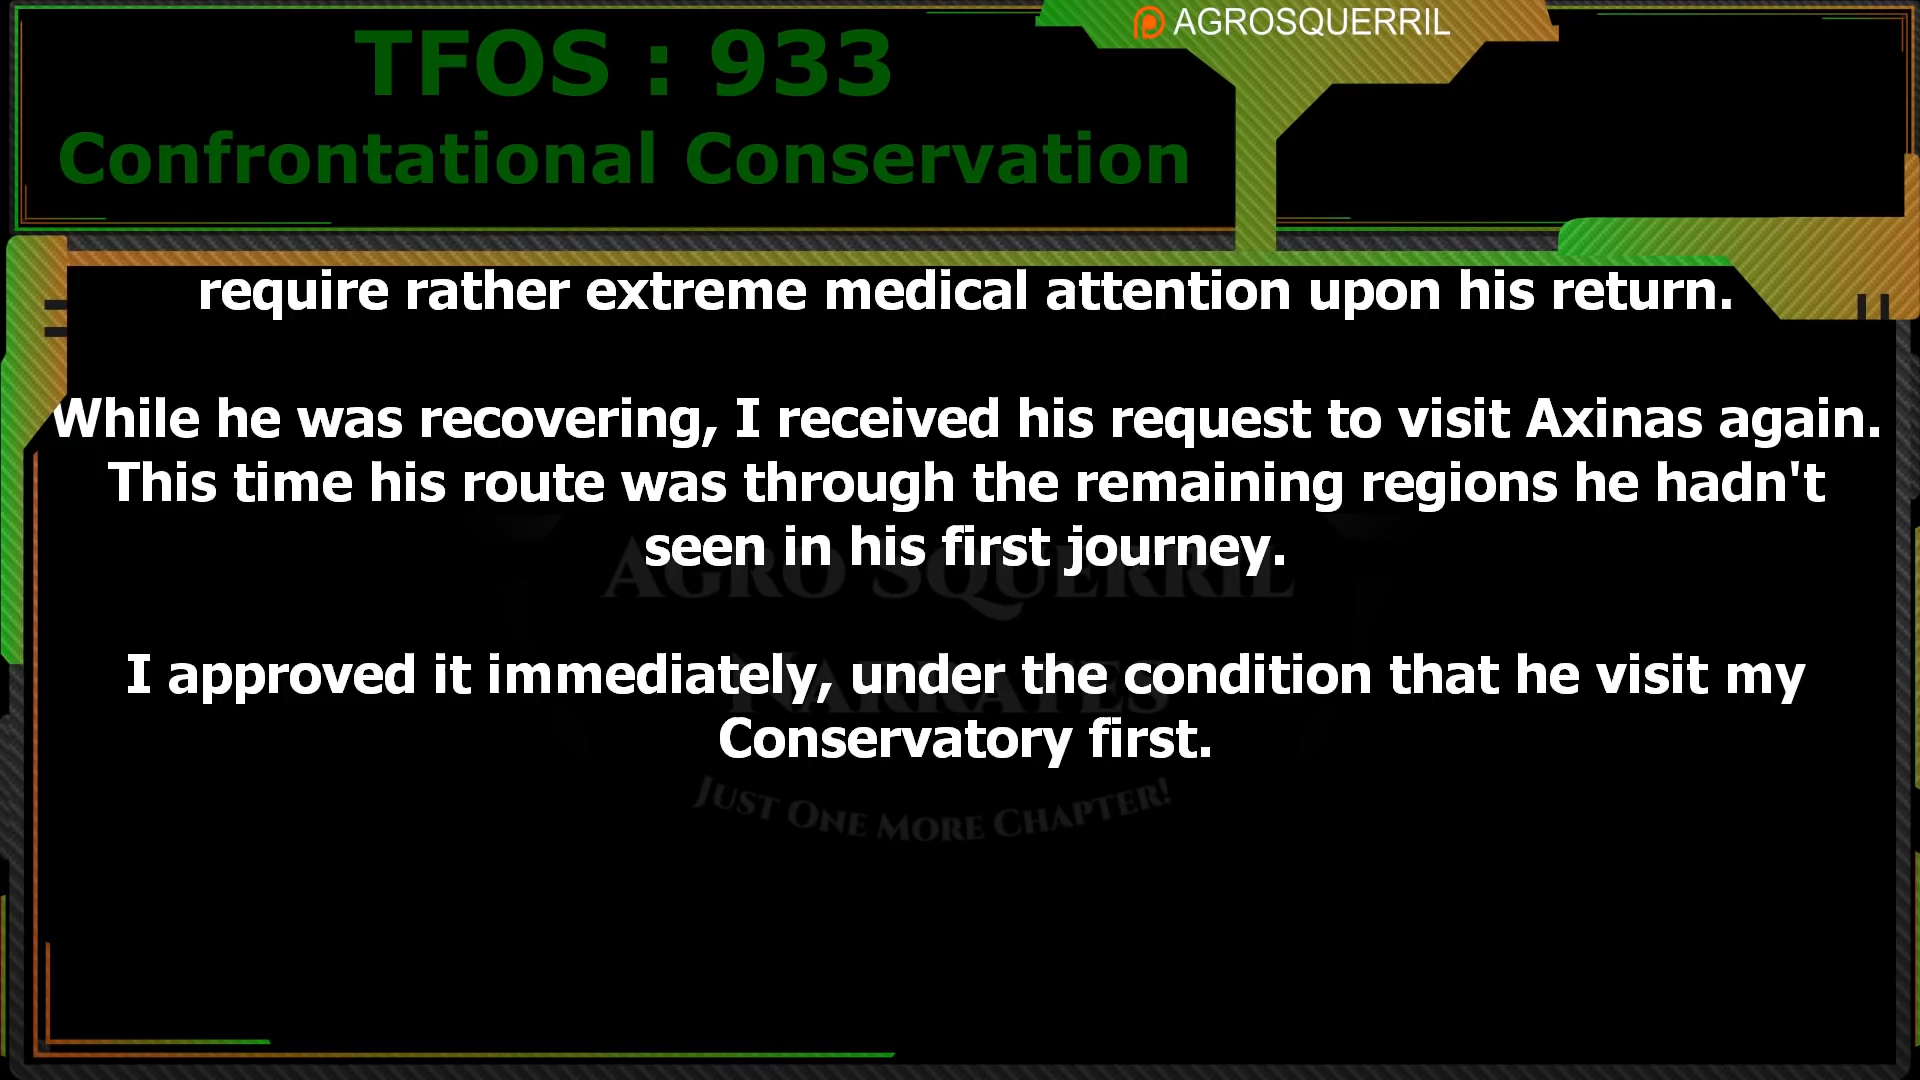 AGROSQUERRIL
TFOS : 933
Confrontational Conservation
require rather extreme medical attention upon his return.
While he was recovering, I received his request to visit Axinas again.
This time his route was through the remaining regions he hadn't
seen in his first journey.
AGRO SQUERRIL
I approved it immediately, under the condition that he visit my
NARRATES
Conservatory first.
JUST ONE MORE CHAPTER!